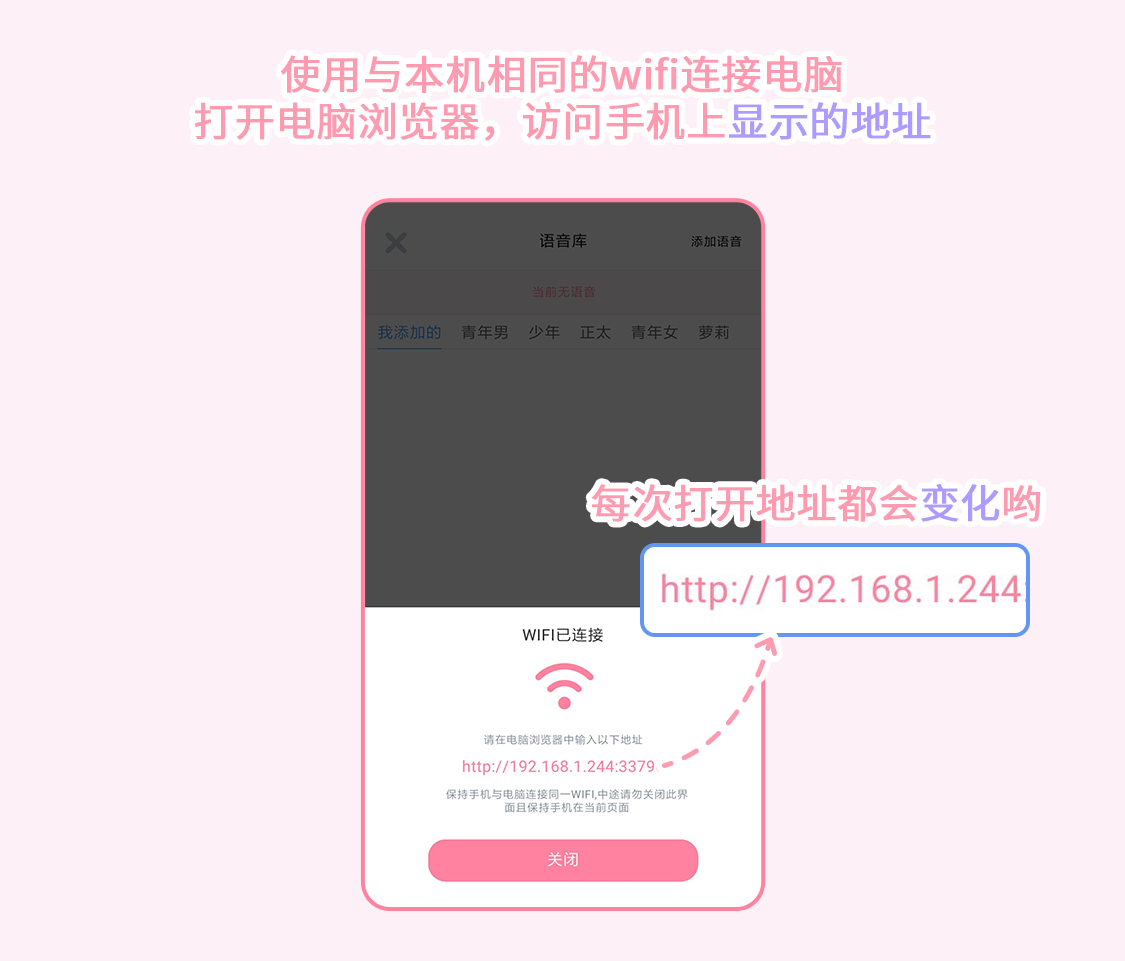 使用与本机相同的wifi连接电脑
打开电脑浏览器，访问手机上显示的地址
语音库
添加语音
当前无语音
我添加的 青年男 少年 正太 青年女 萝莉
每次打开地址都会变化哟
http://192.168.1.244:
WIFI已连接
请在电脑浏览器中输入以下地址
http://192.168.1.244:3379
保持手机与电脑连接同一WIFI,中途请勿关闭此界
面且保持手机在当前页面
关闭